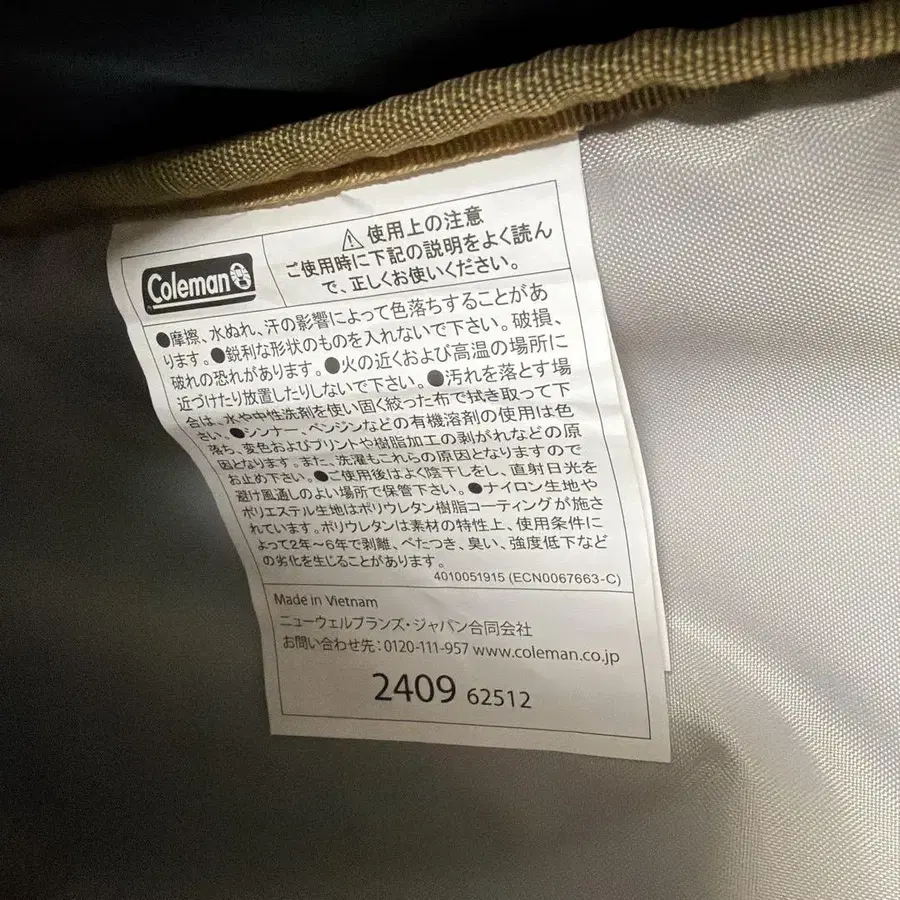 Coleman
使用上の注意
ご使用時に下記の説明をよく読ん
で、正しくお使いください。
●摩擦、水ぬれ、汗の影響によって色落ちすることがあ
ります。●鋭利な形状のものを入れないで下さい。破損、
破れの恐れがあります。●火の近くおよび高温の場所に
近づけたり放置したりしないで下さい。●汚れを落とす場
合は、水や中性洗剤を使い固く絞った布で拭き取って下
さい。●シンナー、ベンジンなどの有機溶剤の使用は色
落ち、変色およびプリントや樹脂加工の剥がれなどの原
因となります。また、洗濯もこれらの原因となりますので
お止め下さい。●ご使用後はよく陰干しをし、直射日光を
避け風通しのよい場所で保管下さい。●ナイロン生地や
ポリエステル生地はポリウレタン樹脂コーティングが施さ
れています。ポリウレタンは素材の特性上、使用条件に
よって2年～6年で剥離、べたつき、臭い、強度低下など
の劣化を生じることがあります。
4010051915 (ECN0067663-C)
Made in Vietnam
ニューウェルブランズ・ジャパン合同会社
お問い合わせ先：0120-111-957 www.coleman.co.jp
2409 62512